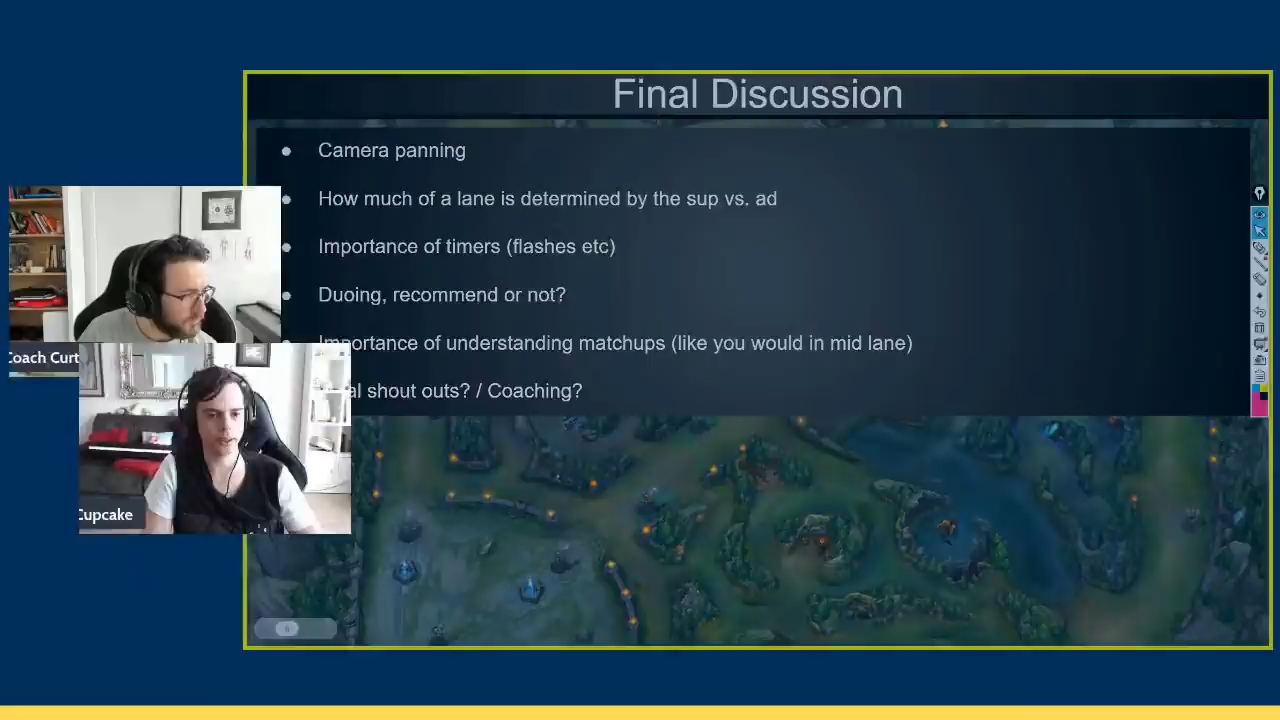 Final Discussion
● Camera panning
● How much of a lane is determined by the sup vs. ad
● Importance of timers (flashes etc)
● Duoing, recommend or not?
Importance of understanding matchups (like you would in mid lane)
al shout outs? / Coaching?
Coach Curt
Cupcake